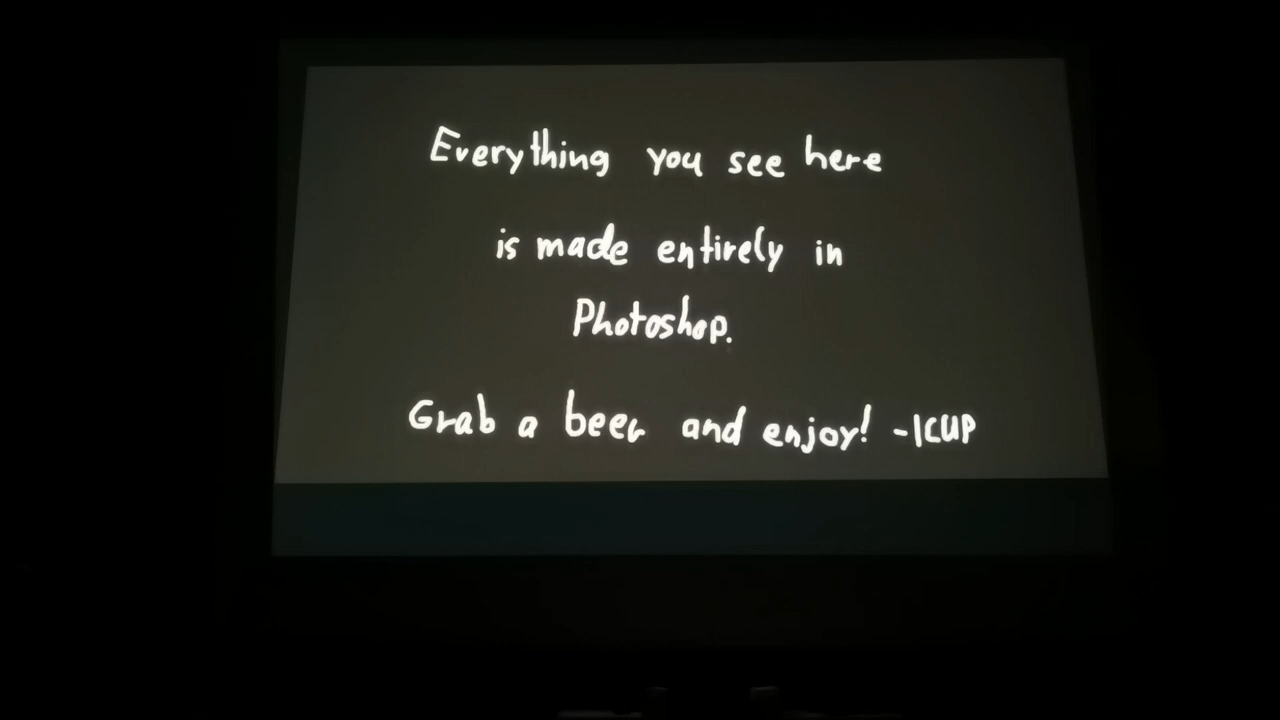 Everything you see here
is made entirely in
Photoshop.
Grab a beer and enjoy! -ICUP